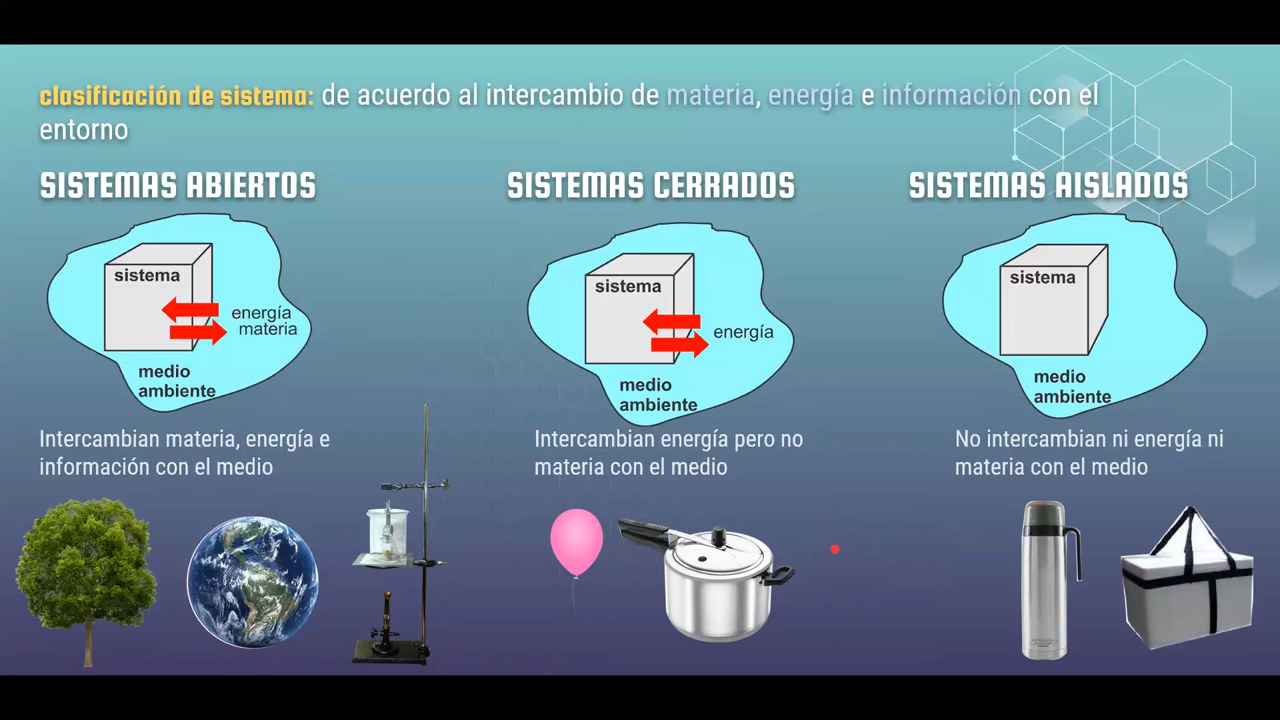 clasificación de sistema: de acuerdo al intercambio de materia, energía e información con el
entorno
SISTEMAS ABIERTOS
sistema
energía
materia
medio
ambiente
Intercambian materia, energía e
información con el medio
SISTEMAS CERRADOS
sistema
energía
medio
ambiente
Intercambian energía pero no
materia con el medio
SISTEMAS AISLADOS
sistema
medio
ambiente
No intercambian ni energía ni
materia con el medio